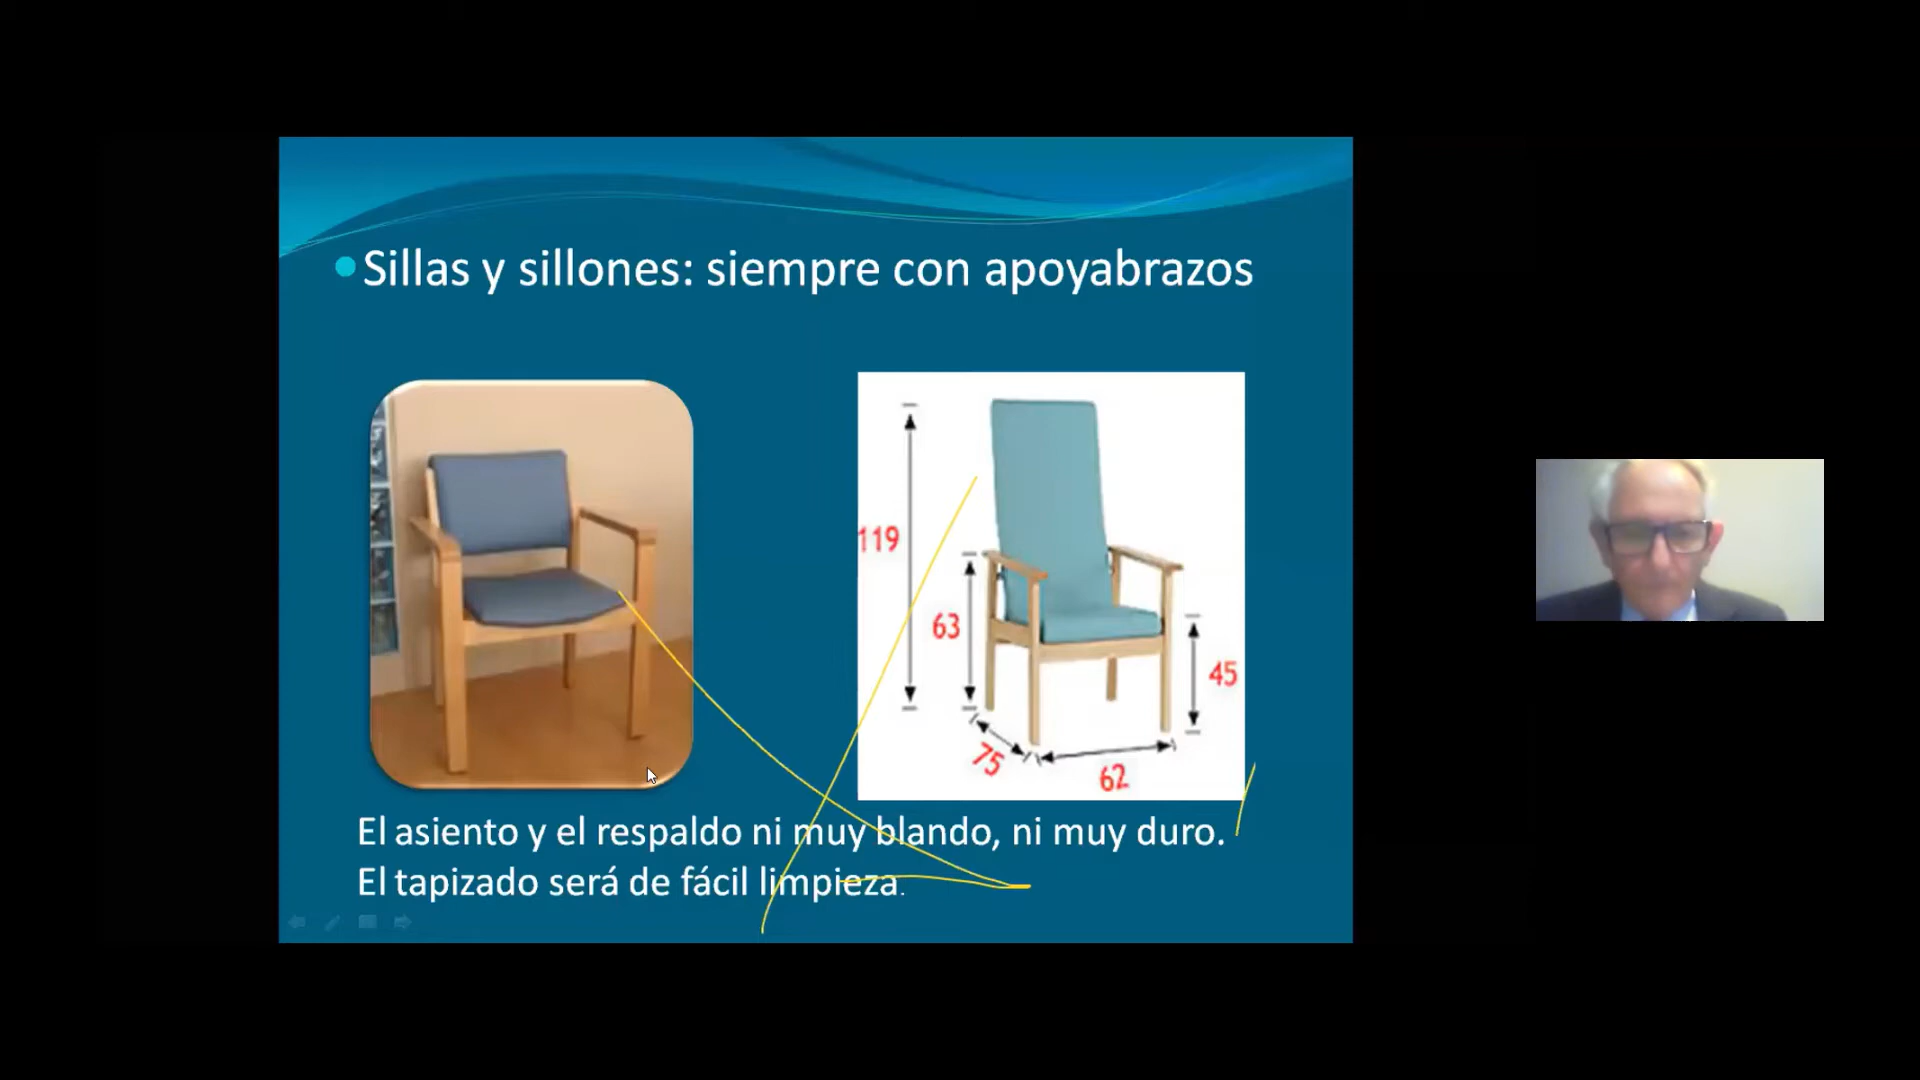 Sillas y sillones: siempre con apoyabrazos
119
63
45
75
62
El asiento y el respaldo ni muy blando, ni muy duro.
El tapizado será de fácil limpieza.